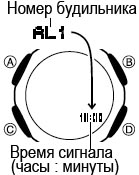 Номер будильника
AL1
A
B
10:00
C
D
Время сигнала
(часы : минуты)